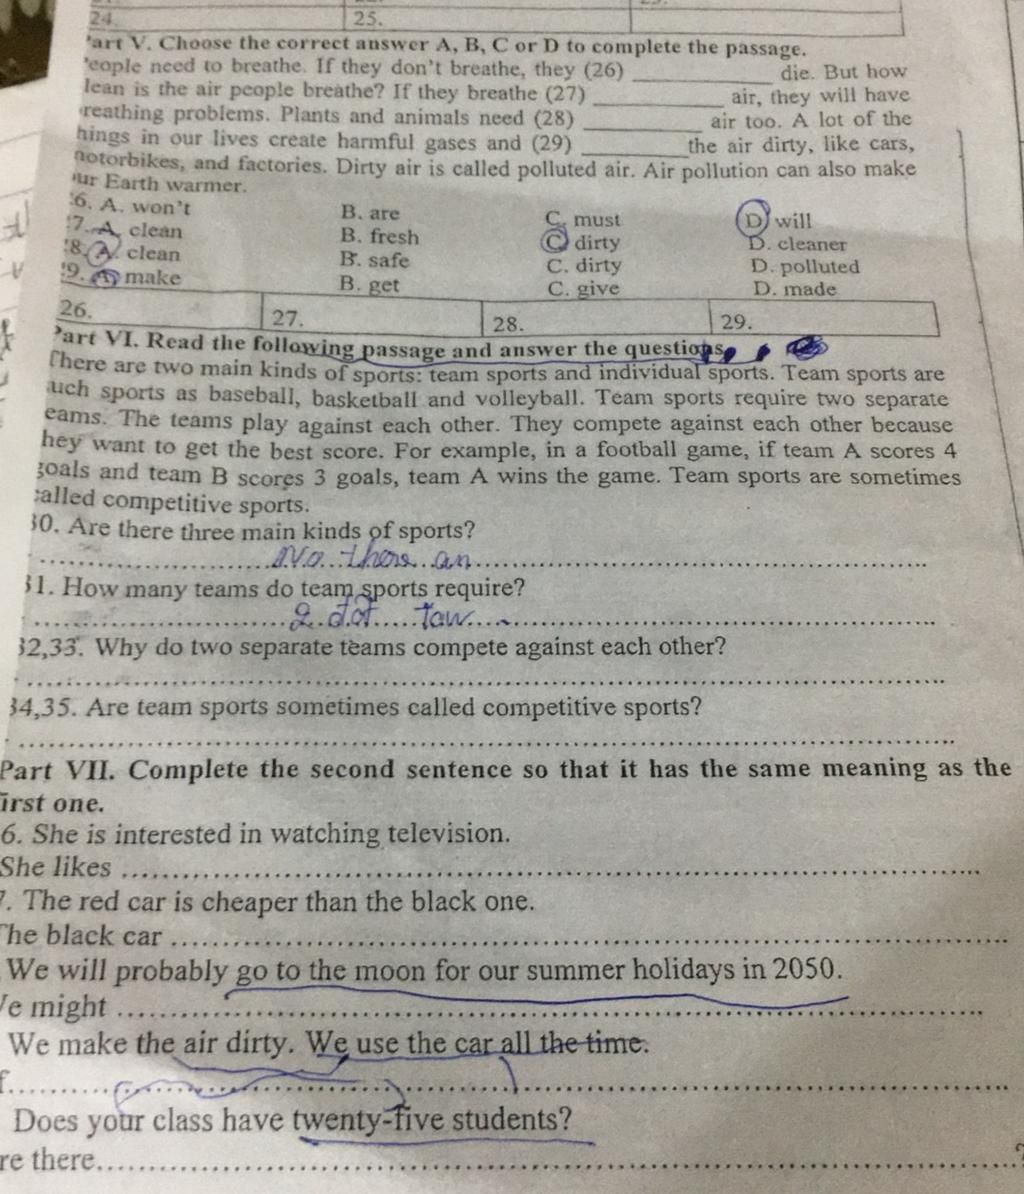 24. 25.
art V. Choose the correct answer A, B, C or D to complete the passage.
eople need to breathe. If they don't breathe, they (26) __________ die. But how
lean is the air people breathe? If they breathe (27) __________ air, they will have
reathing problems. Plants and animals need (28) __________ air too. A lot of the
hings in our lives create harmful gases and (29) __________ the air dirty, like cars,
notorbikes, and factories. Dirty air is called polluted air. Air pollution can also make
ur Earth warmer.
6. A. won't B. are C. must D. will
7. A. clean B. fresh C. dirty D. cleaner
8. A. clean B. safe C. dirty D. polluted
9. A. make B. get C. give D. made
26. 27. 28. 29.
art VI. Read the following passage and answer the questions.
There are two main kinds of sports: team sports and individual sports. Team sports are
uch sports as baseball, basketball and volleyball. Team sports require two separate
eams. The teams play against each other. They compete against each other because
hey want to get the best score. For example, in a football game, if team A scores 4
goals and team B scores 3 goals, team A wins the game. Team sports are sometimes
called competitive sports.
30. Are there three main kinds of sports?
No there
31. How many teams do team sports require?
2
32,33. Why do two separate teams compete against each other?
34,35. Are team sports sometimes called competitive sports?
Part VII. Complete the second sentence so that it has the same meaning as the
irst one.
6. She is interested in watching television.
She likes ..........
7. The red car is cheaper than the black one.
The black car ..........
We will probably go to the moon for our summer holidays in 2050.
We might ..........
We make the air dirty. We use the car all the time.
f..........
Does your class have twenty-five students?
re there..........?